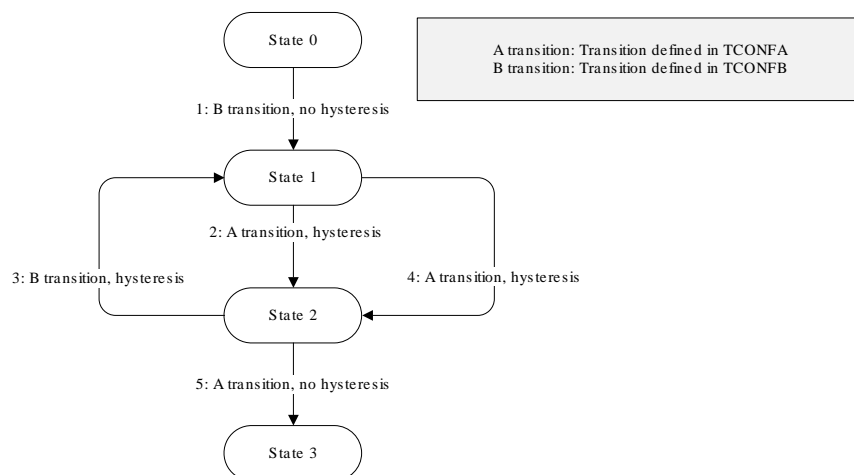 State 0
A transition: Transition defined in TCONFA
B transition: Transition defined in TCONFB
1: B transition, no hysteresis
State 1
2: A transition, hysteresis
3: B transition, hysteresis
4: A transition, hysteresis
State 2
5: A transition, no hysteresis
State 3